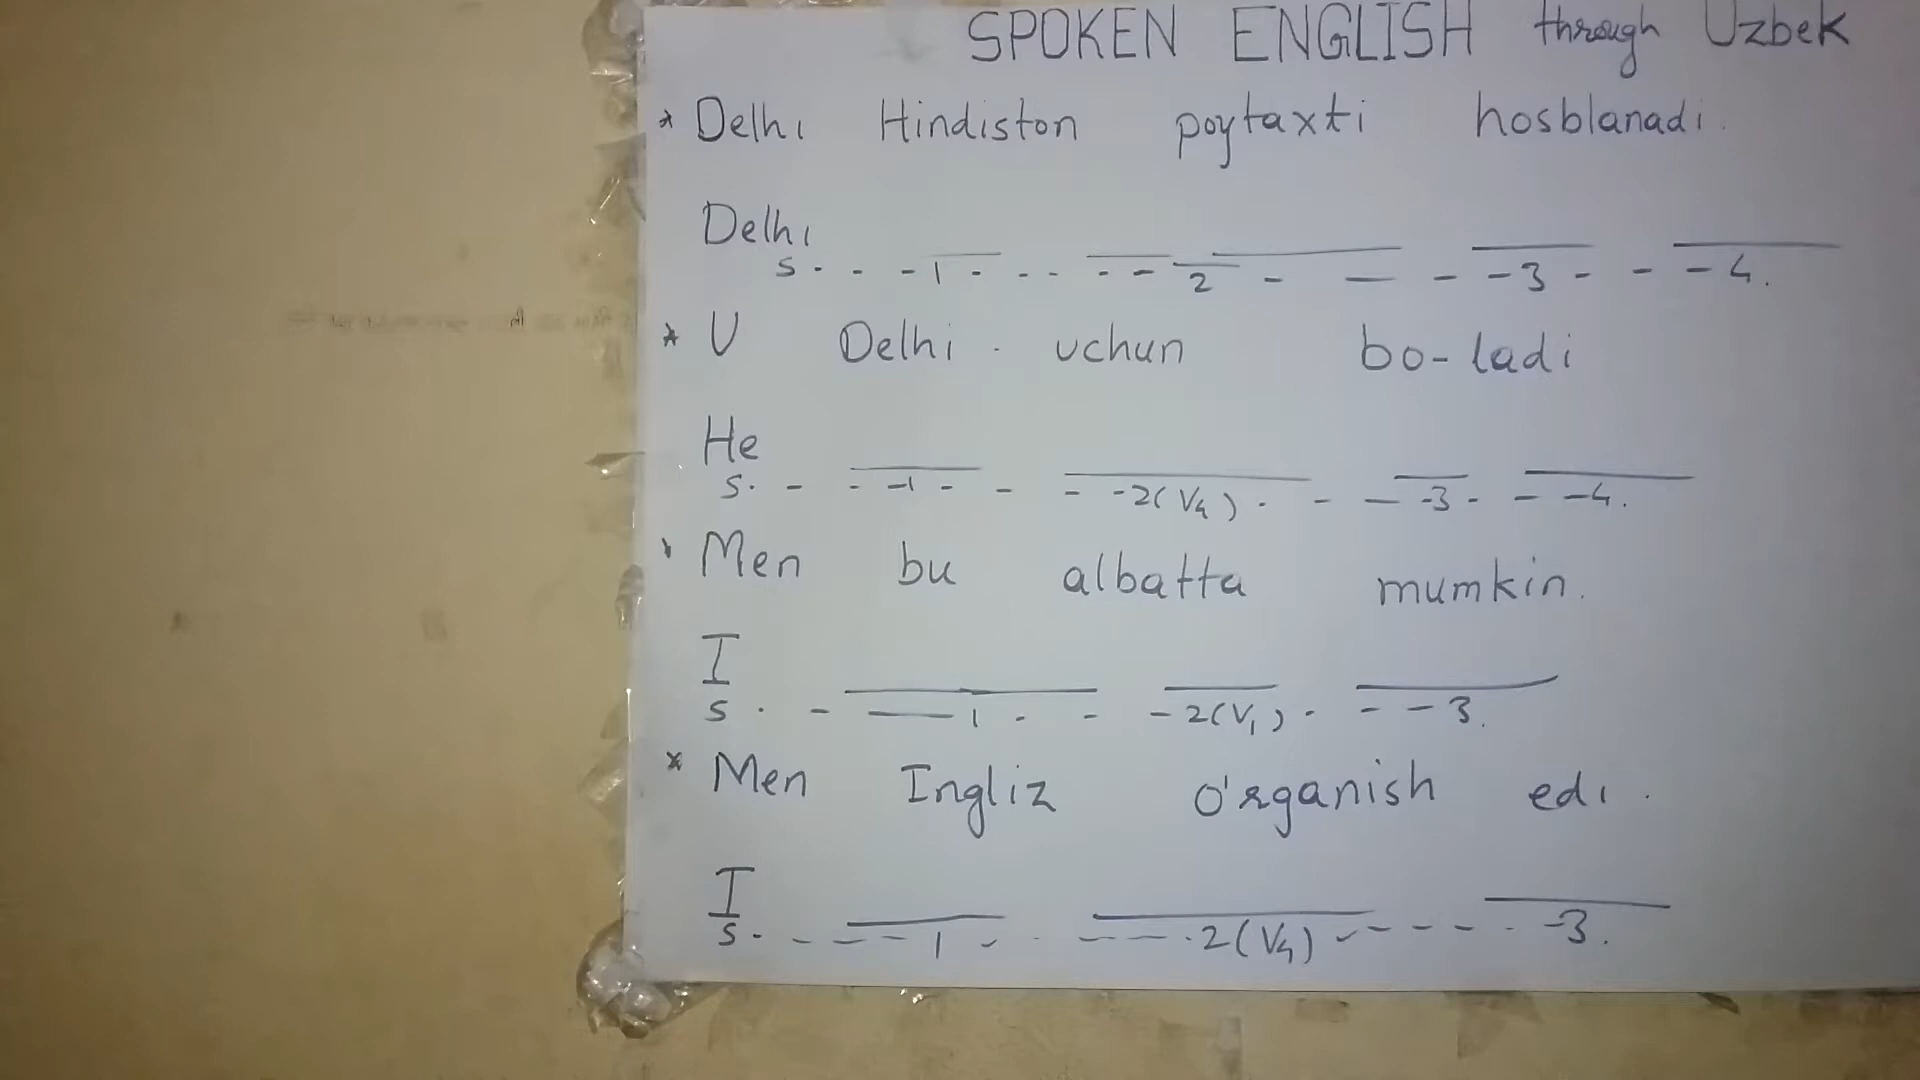 SPOKEN ENGLISH through Uzbek
* Delhi Hindiston poytaxti hosblanadi.
Delhi
S. - - 1 - - - - - 2 - - - - 3 - - - 4.
* U Delhi - uchun bo-ladi
He
S. - - - 1 - - - - 2 (V4) - - - 3 - - - 4.
* Men bu albatta mumkin.
I
S. - - 1 - - - 2 (V1) - - - 3.
* Men Ingliz o'rganish edi.
I
S. - - - 1 - - - - - 2 (V4) - - - - - - 3.